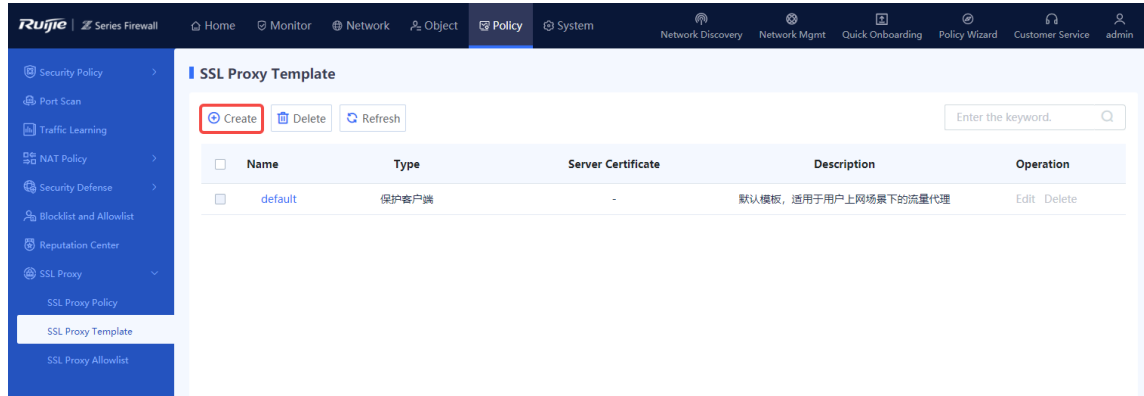 Ruijie | Z Series Firewall
Home
Monitor
Network
Object
Policy
System
Network Discovery
Network Mgmt
Quick Onboarding
Policy Wizard
Customer Service
admin
Security Policy
Port Scan
Traffic Learning
NAT Policy
Security Defense
Blocklist and Allowlist
Reputation Center
SSL Proxy
SSL Proxy Policy
SSL Proxy Template
SSL Proxy Allowlist
SSL Proxy Template
Create Delete Refresh
Enter the keyword.
Name Type Server Certificate Description Operation
default 保护客户端 - 默认模板，适用于用户上网场景下的流量代理 Edit Delete